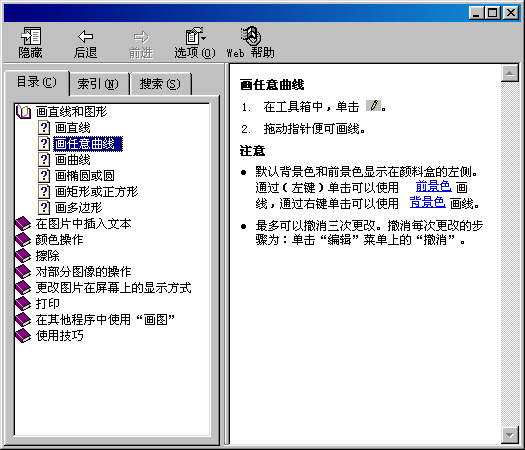 隐藏 后退 前进 选项(O) Web 帮助
目录(C) 索引(N) 搜索(S)
画直线和图形
画直线
画任意曲线
画曲线
画椭圆或圆
画矩形或正方形
画多边形
在图片中插入文本
颜色操作
擦除
对部分图像的操作
更改图片在屏幕上的显示方式
打印
在其他程序中使用“画图”
使用技巧
画任意曲线
1. 在工具箱中，单击 。
2. 拖动指针便可画线。
注意
● 默认背景色和前景色显示在颜料盒的左侧。
通过(左键)单击可以使用 前景色 画
线，通过右键单击可以使用 背景色 画线。
● 最多可以撤消三次更改。撤消每次更改的步
骤为：单击“编辑”菜单上的“撤消”。